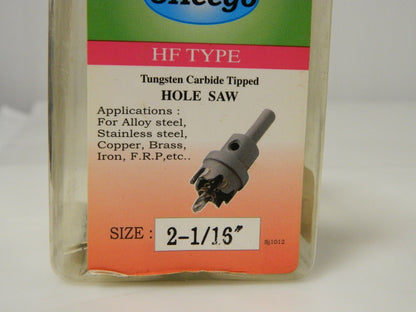 HF TYPE
Tungsten Carbide Tipped
HOLE SAW
Applications :
For Alloy steel,
Stainless steel,
Copper, Brass,
Iron, F.R.P,etc..
SIZE : 2-1/16"
Sj1012